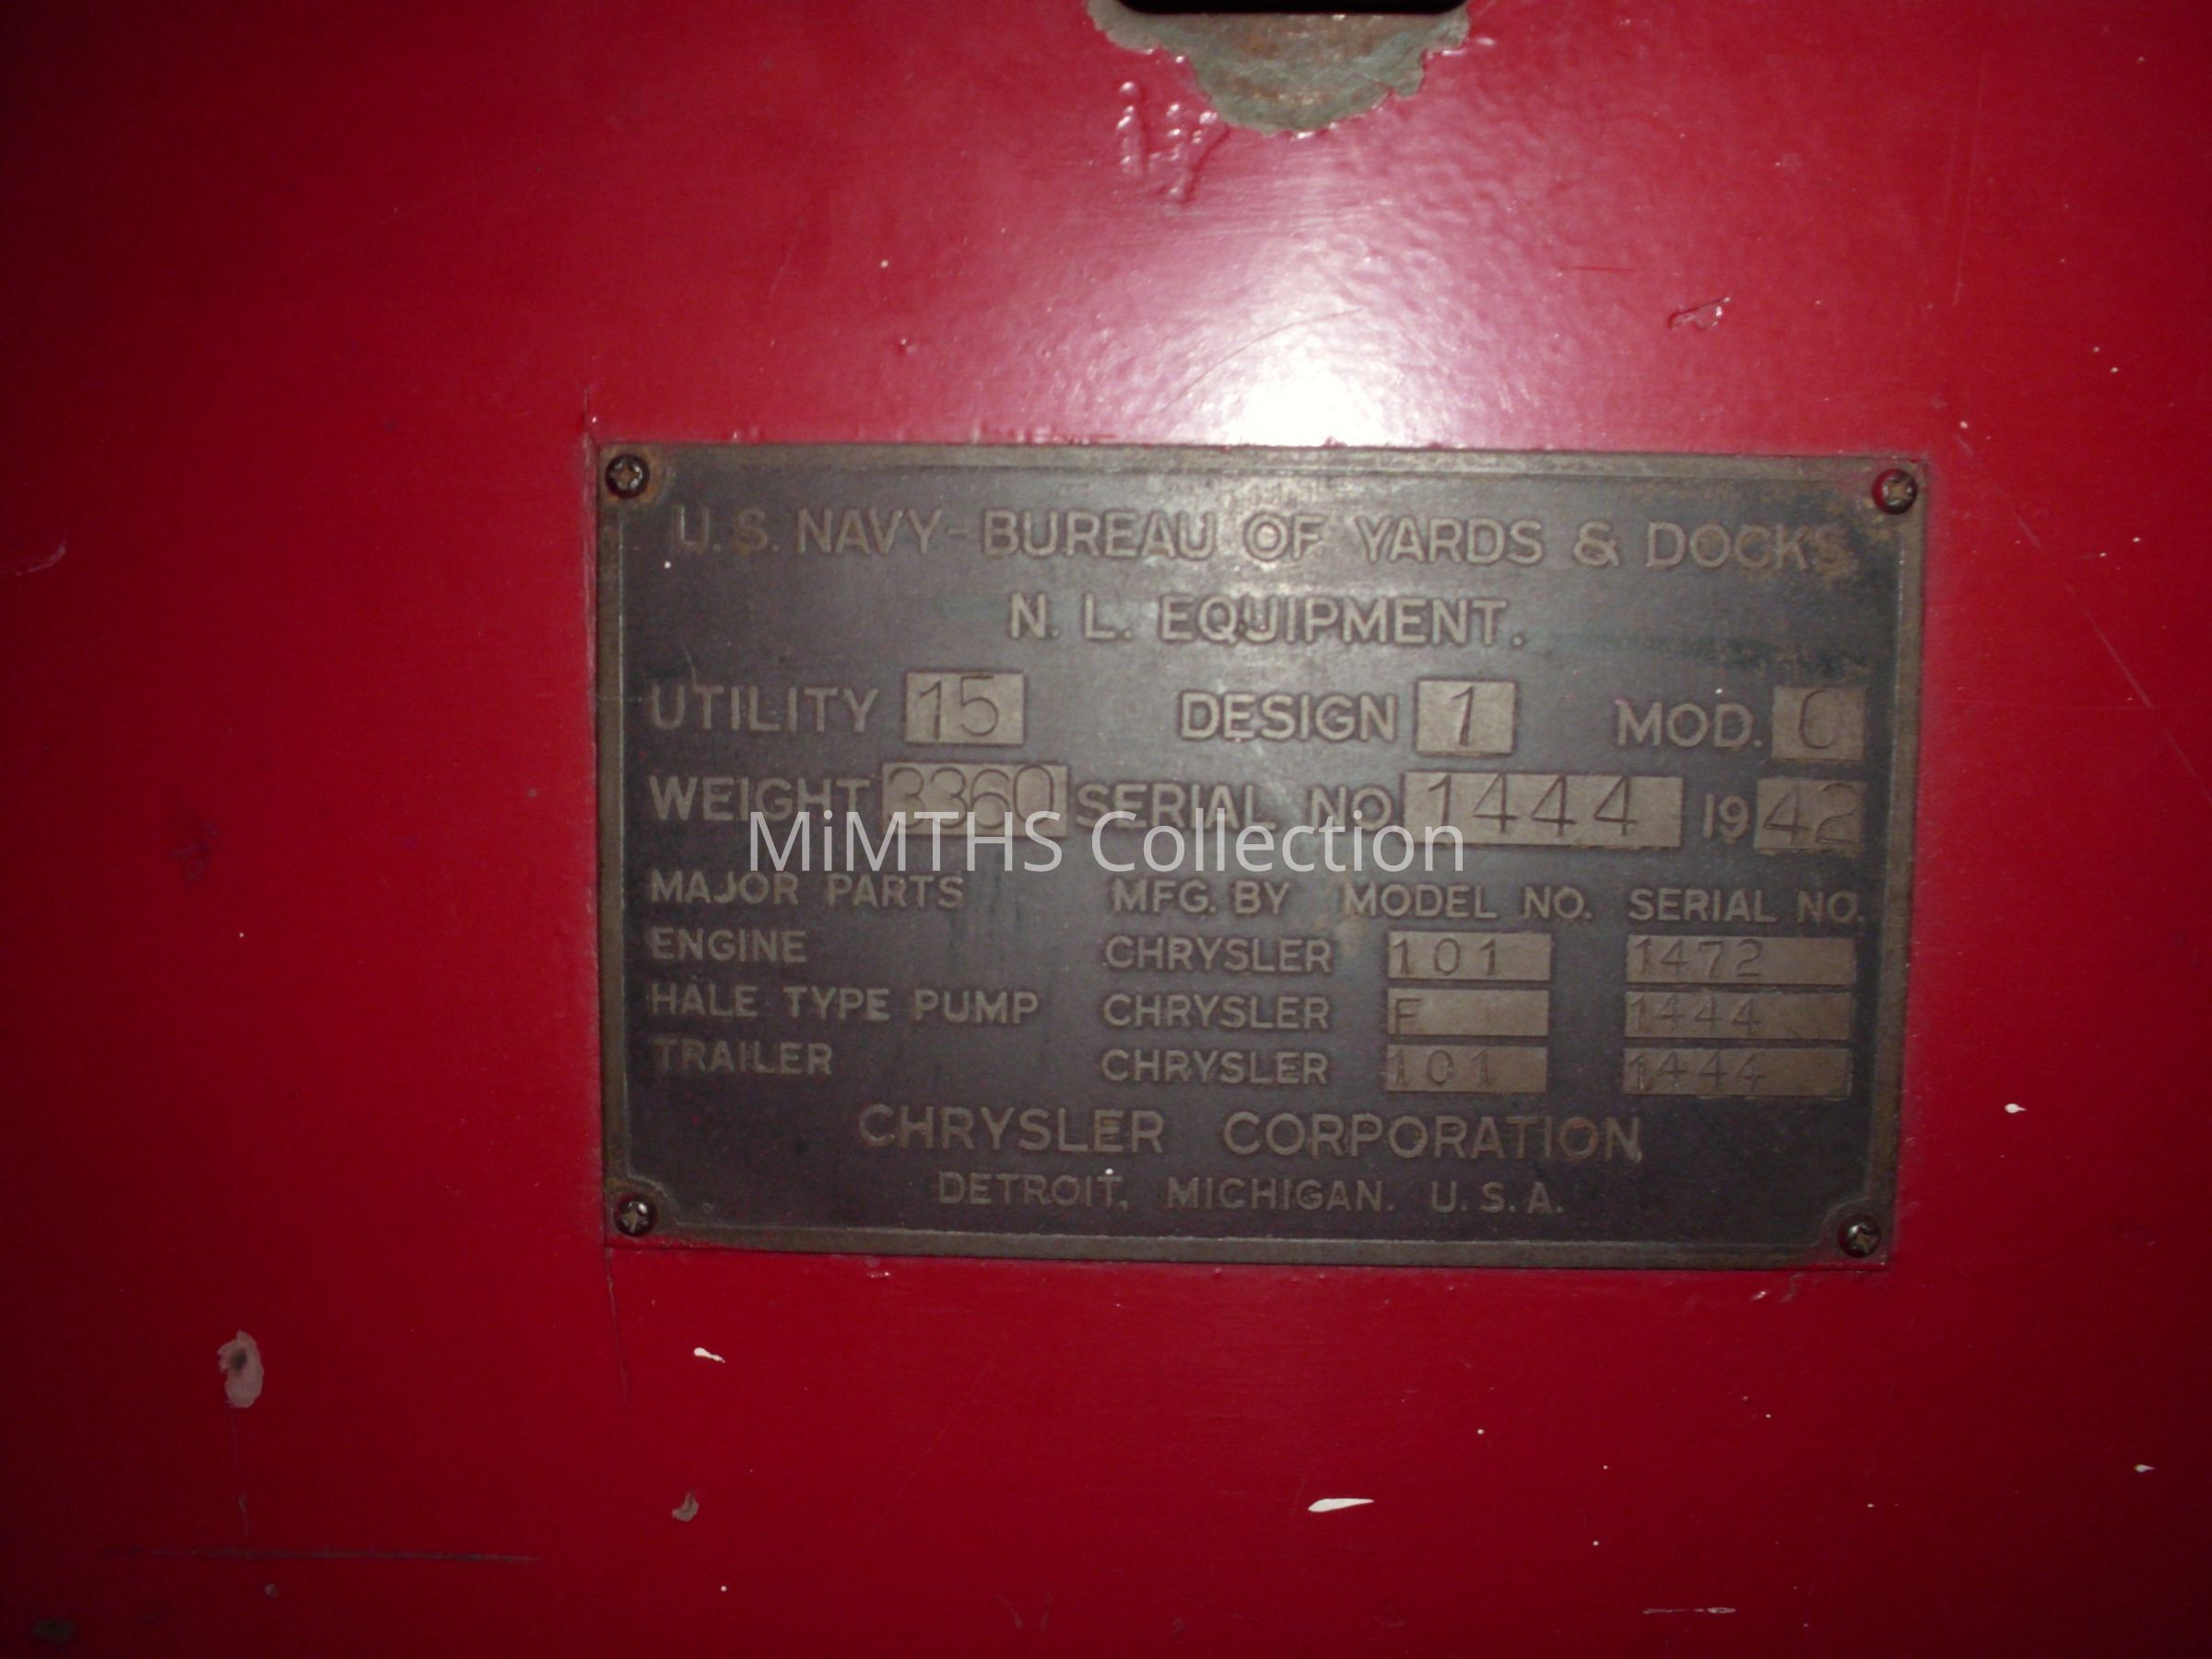 U.S. NAVY-BUREAU OF YARDS & DOCKS
N. L. EQUIPMENT.
UTILITY 15 DESIGN 1 MOD. 0
WEIGHT 3360 SERIAL NO 1444 1942
MiMTHS Collection
MAJOR PARTS MFG. BY MODEL NO. SERIAL NO.
ENGINE CHRYSLER 101 1472
HALE TYPE PUMP CHRYSLER F 1444
TRAILER CHRYSLER 101 1444
CHRYSLER CORPORATION
DETROIT, MICHIGAN. U.S.A.